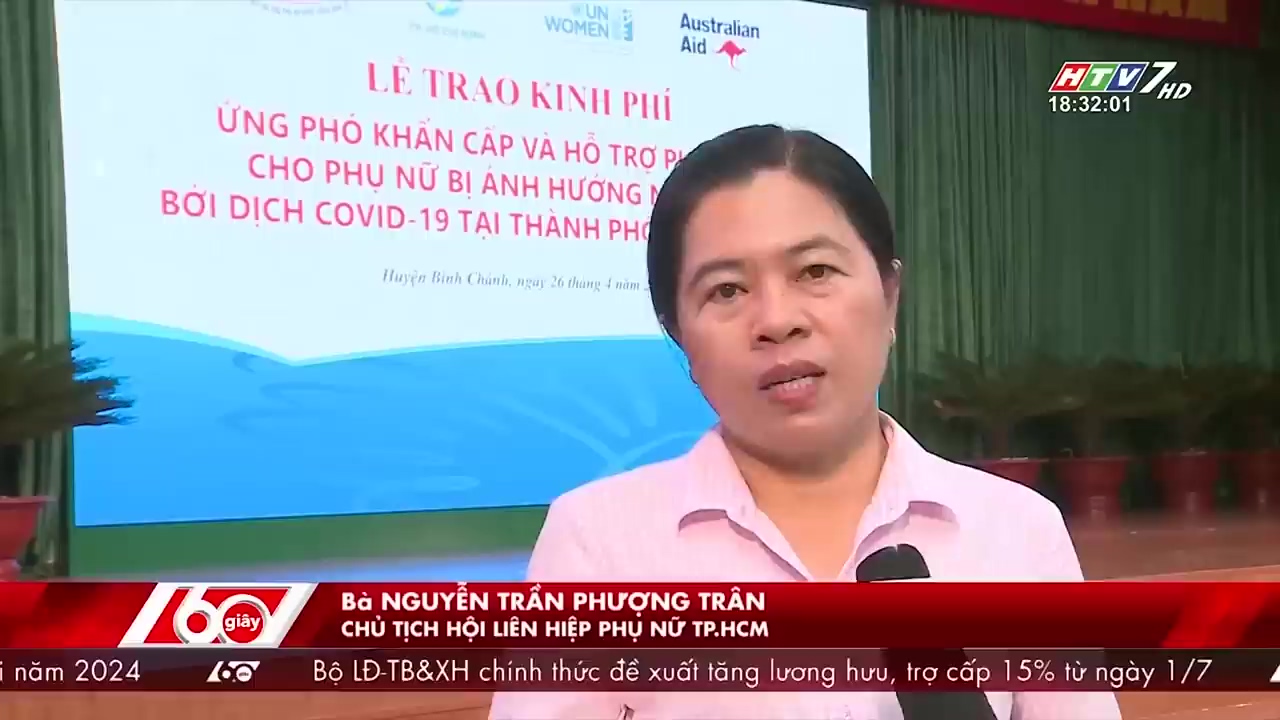 UN
WOMEN
Australian
Aid
HTV7 HD
18:32:01
LỄ TRAO KINH PHÍ
ỨNG PHÓ KHẨN CẤP VÀ HỖ TRỢ
CHO PHỤ NỮ BỊ ẢNH HƯỞNG
BỞI DỊCH COVID-19 TẠI THÀNH PHỐ
Huyện Bình Chánh, ngày 26 tháng 4 năm
60 giây
Bà NGUYỄN TRẦN PHƯỢNG TRÂN
CHỦ TỊCH HỘI LIÊN HIỆP PHỤ NỮ TP.HCM
năm 2024 60 Bộ LĐ-TB&XH chính thức đề xuất tăng lương hưu, trợ cấp 15% từ ngày 1/7